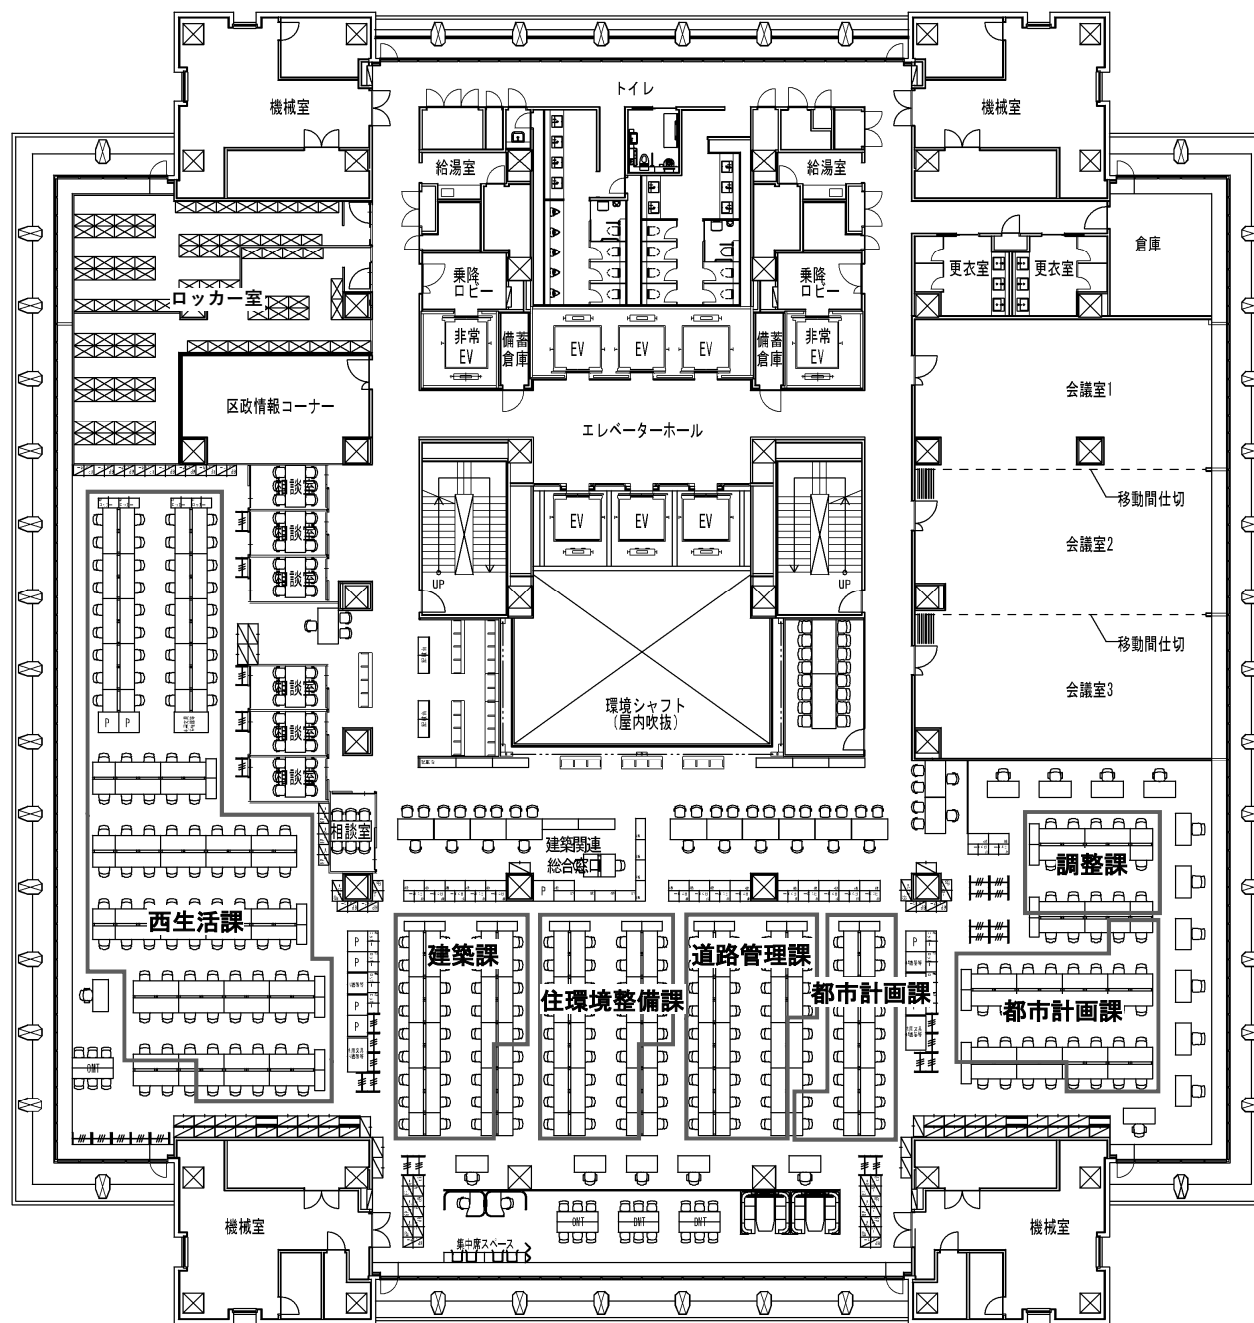 トイレ
機械室
機械室
給湯室
給湯室
倉庫
更衣室
更衣室
乗降
ロビー
乗降
ロビー
ロッカー室
非常
EV
備蓄
倉庫
EV
EV
EV
備蓄
倉庫
非常
EV
会議室1
区政情報コーナー
エレベーターホール
相談室
移動間仕切
EV
EV
EV
相談室
会議室2
相談室
UP
UP
移動間仕切
相談室
会議室3
環境シャフト
(屋内吹抜)
P
P
相談室
相談室
相談室
建築関連
総合窓口
調整課
P
西生活課
建築課
道路管理課
P
P
住環境整備課
都市計画課
都市計画課
P
P
P
OMT
機械室
OMT
OMT
OMT
機械室
集中席スペース